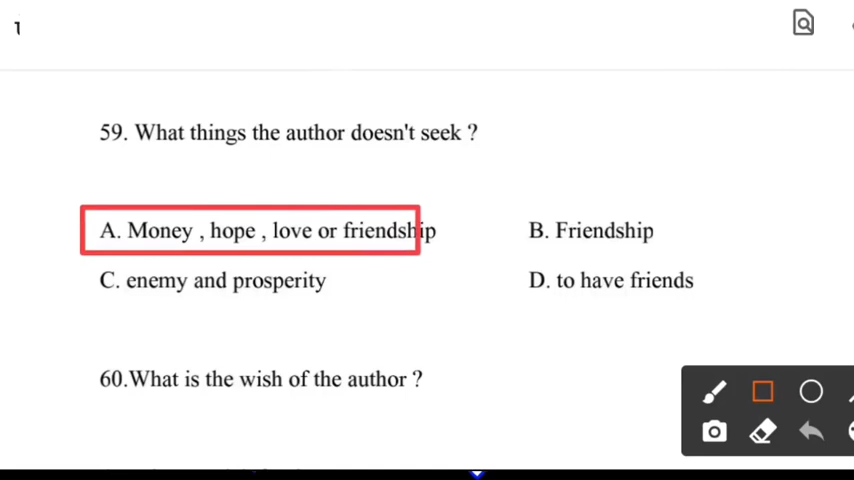 59. What things the author doesn't seek ?
A. Money , hope , love or friendship B. Friendship
C. enemy and prosperity D. to have friends
60.What is the wish of the author ?